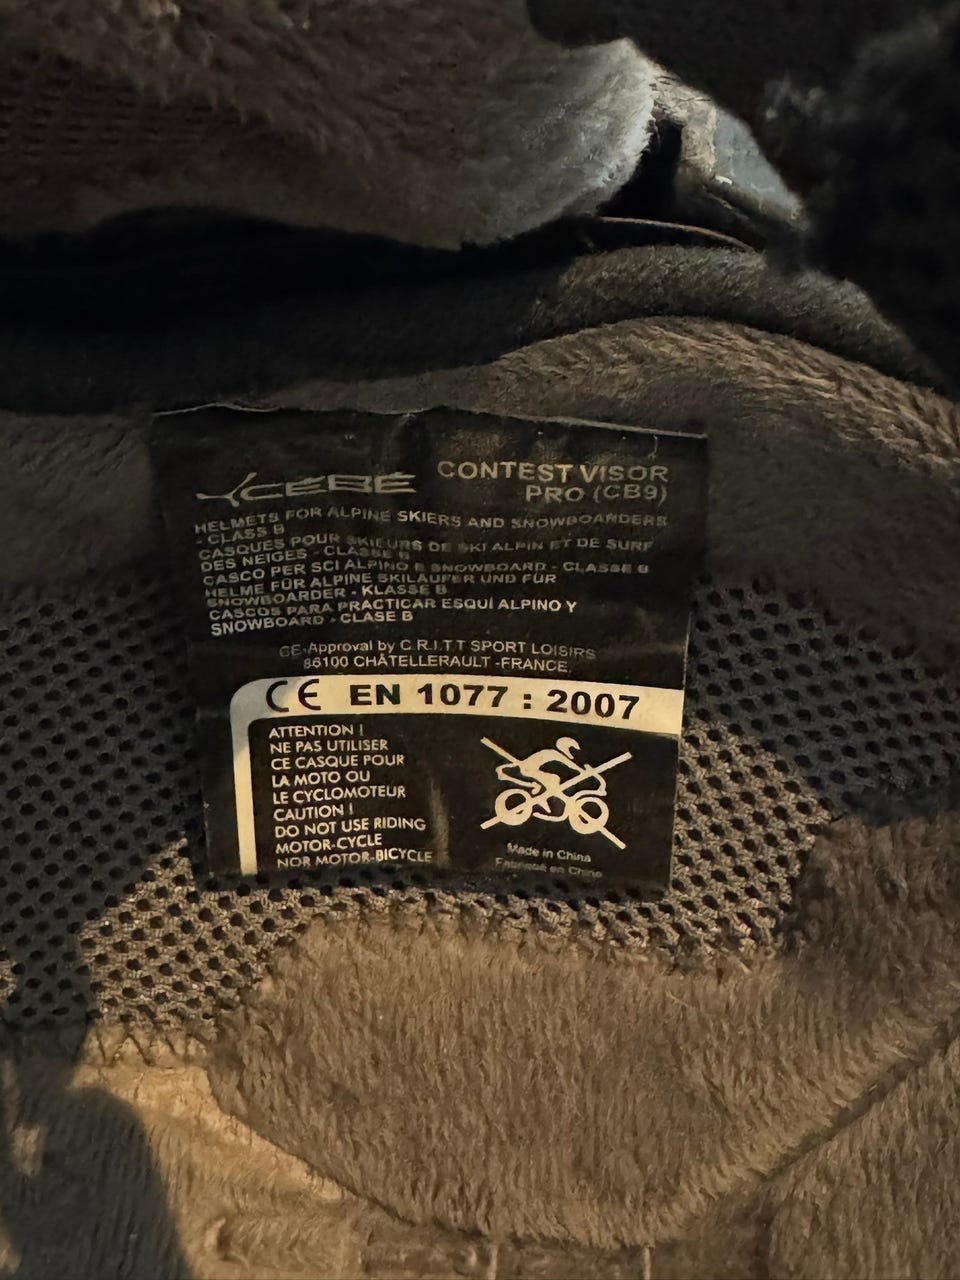 CÉBÉ
CONTEST VISOR
PRO (CB9)
HELMETS FOR ALPINE SKIERS AND SNOWBOARDERS
- CLASS B
CASQUES POUR SKIEURS DE SKI ALPIN ET DE SURF
DES NEIGES - CLASSE B
CASCO PER SCI ALPINO E SNOWBOARD - CLASSE B
HELME FÜR ALPINE SKILÄUFER UND FÜR
SNOWBOARDER - KLASSE B
CASCOS PARA PRACTICAR ESQUÍ ALPINO Y
SNOWBOARD - CLASE B
CE-Approval by C.R.I.T.T SPORT LOISIRS
86100 CHÂTELLERAULT -FRANCE
CE EN 1077 : 2007
ATTENTION !
NE PAS UTILISER
CE CASQUE POUR
LA MOTO OU
LE CYCLOMOTEUR
CAUTION !
DO NOT USE RIDING
MOTOR-CYCLE
NOR MOTOR-BICYCLE
Made in China
Fabriqué en Chine